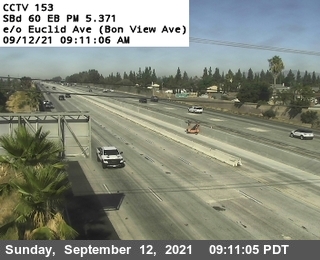 CCTV 153
SBd 60 EB PM 5.371
e/o Euclid Ave (Bon View Ave)
09/12/21 09:11:06 AM
Sunday, September 12, 2021 09:11:05 PDT